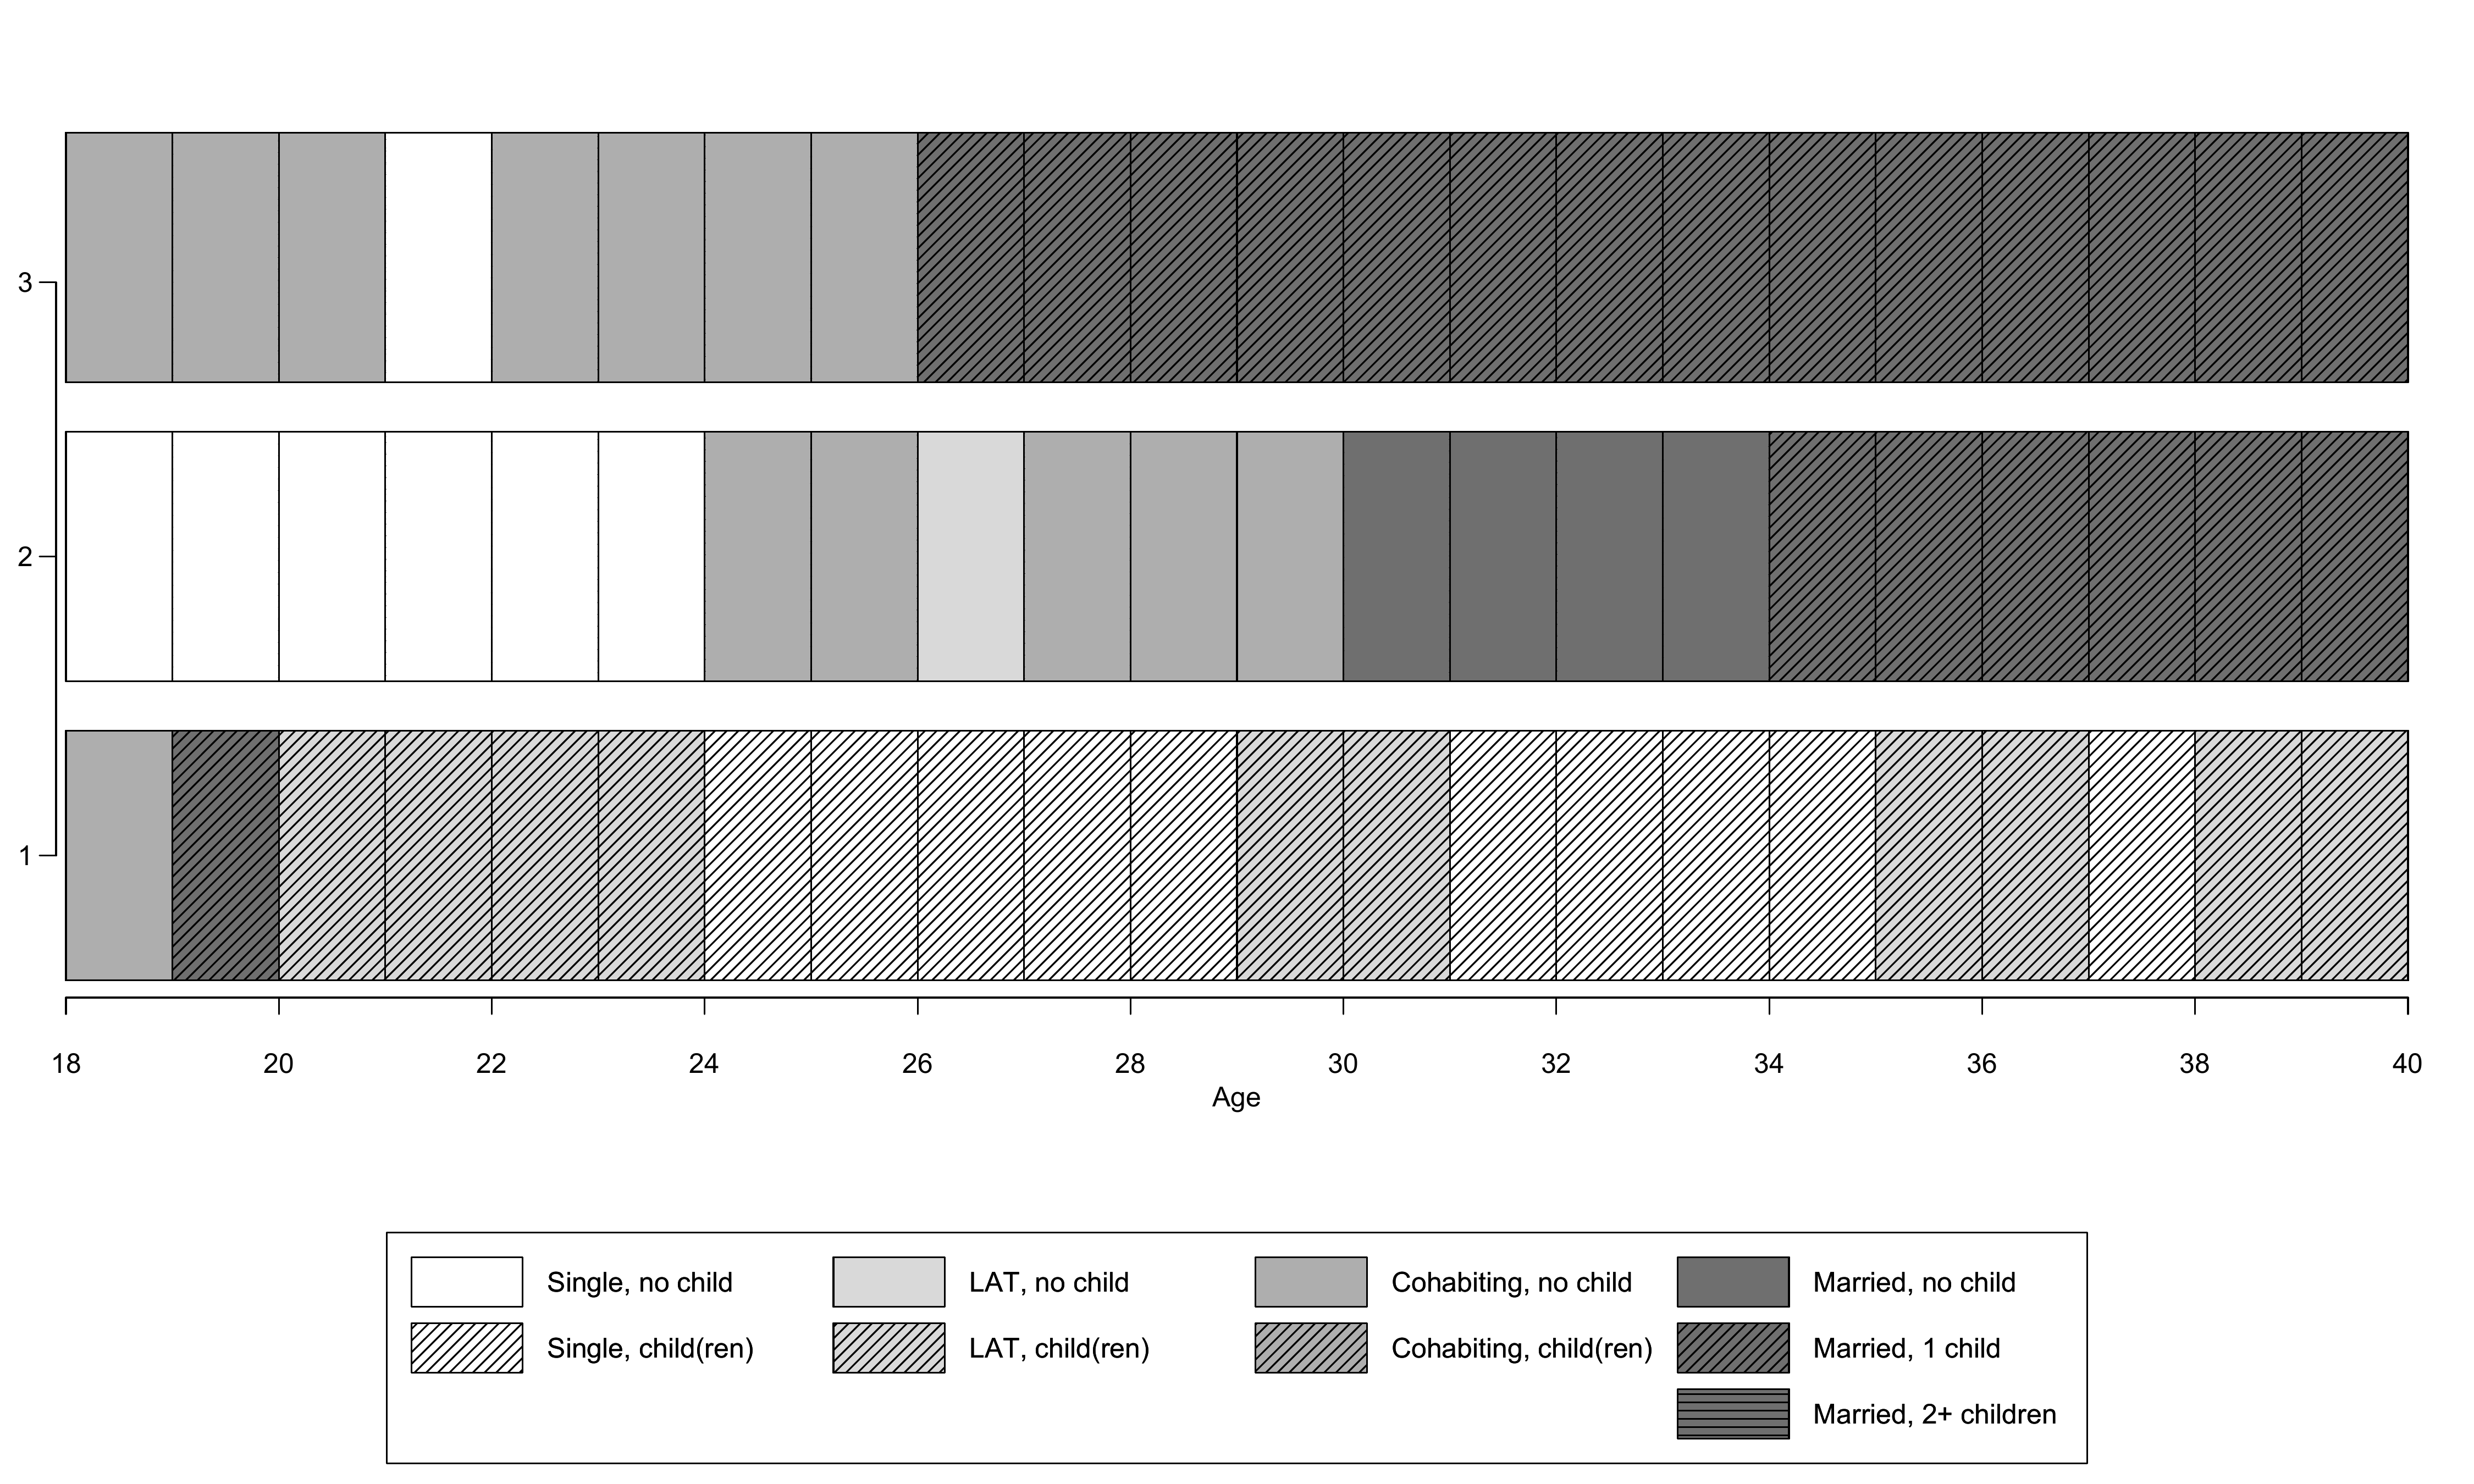 3
2
1
18 20 22 24 26 28 30 32 34 36 38 40
Age
Single, no child LAT, no child Cohabiting, no child Married, no child
Single, child(ren) LAT, child(ren) Cohabiting, child(ren) Married, 1 child
Married, 2+ children